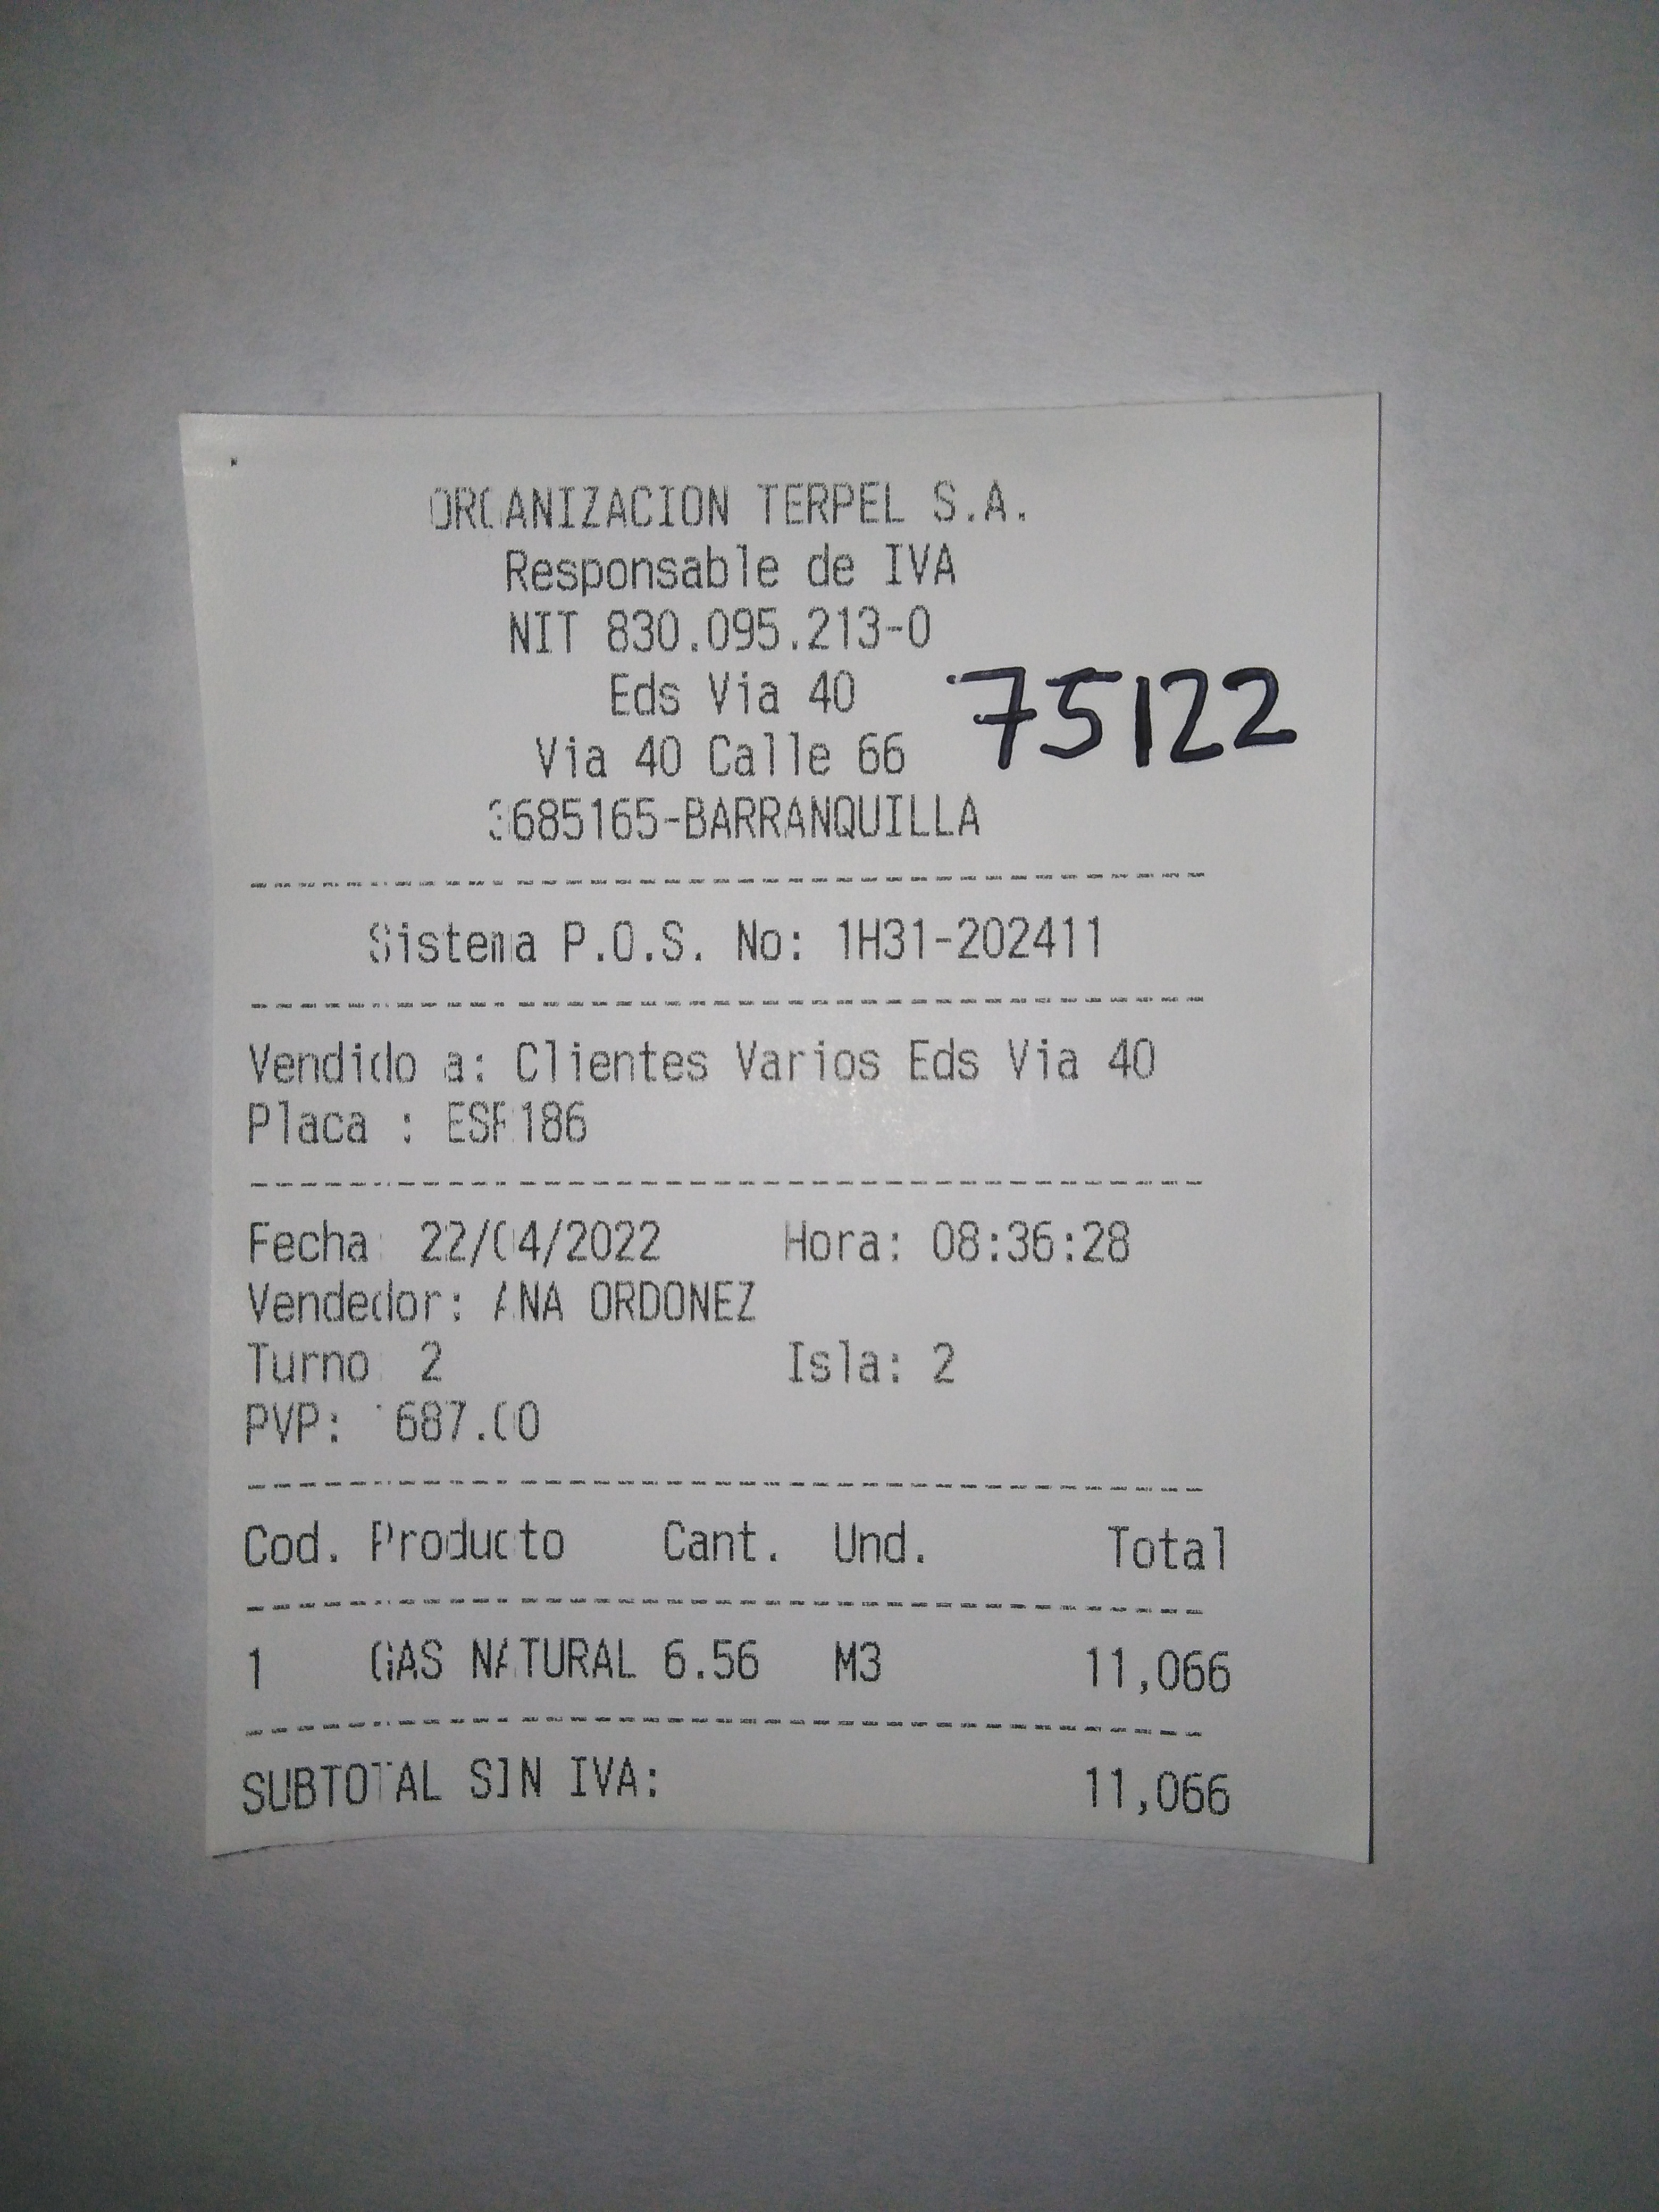 ORGANIZACION TERPEL S.A.
Responsable de IVA
NIT 830.095.213-0
Eds Via 40
75122
Via 40 Calle 66
3685165-BARRANQUILLA
Sistema P.O.S. No: 1H31-202411
Vendido a: Clientes Varios Eds Via 40
Placa :
Fecha: 22/04/2022 Hora: 08:36:28
Vendedor: ANA ORDONEZ
Turno: 2 Isla: 2
PVP: 1687.00
Cod. Producto Cant. Und. Total
1 GAS NATURAL 6.56 M3 11,066
SUBTOTAL SIN IVA: 11,066